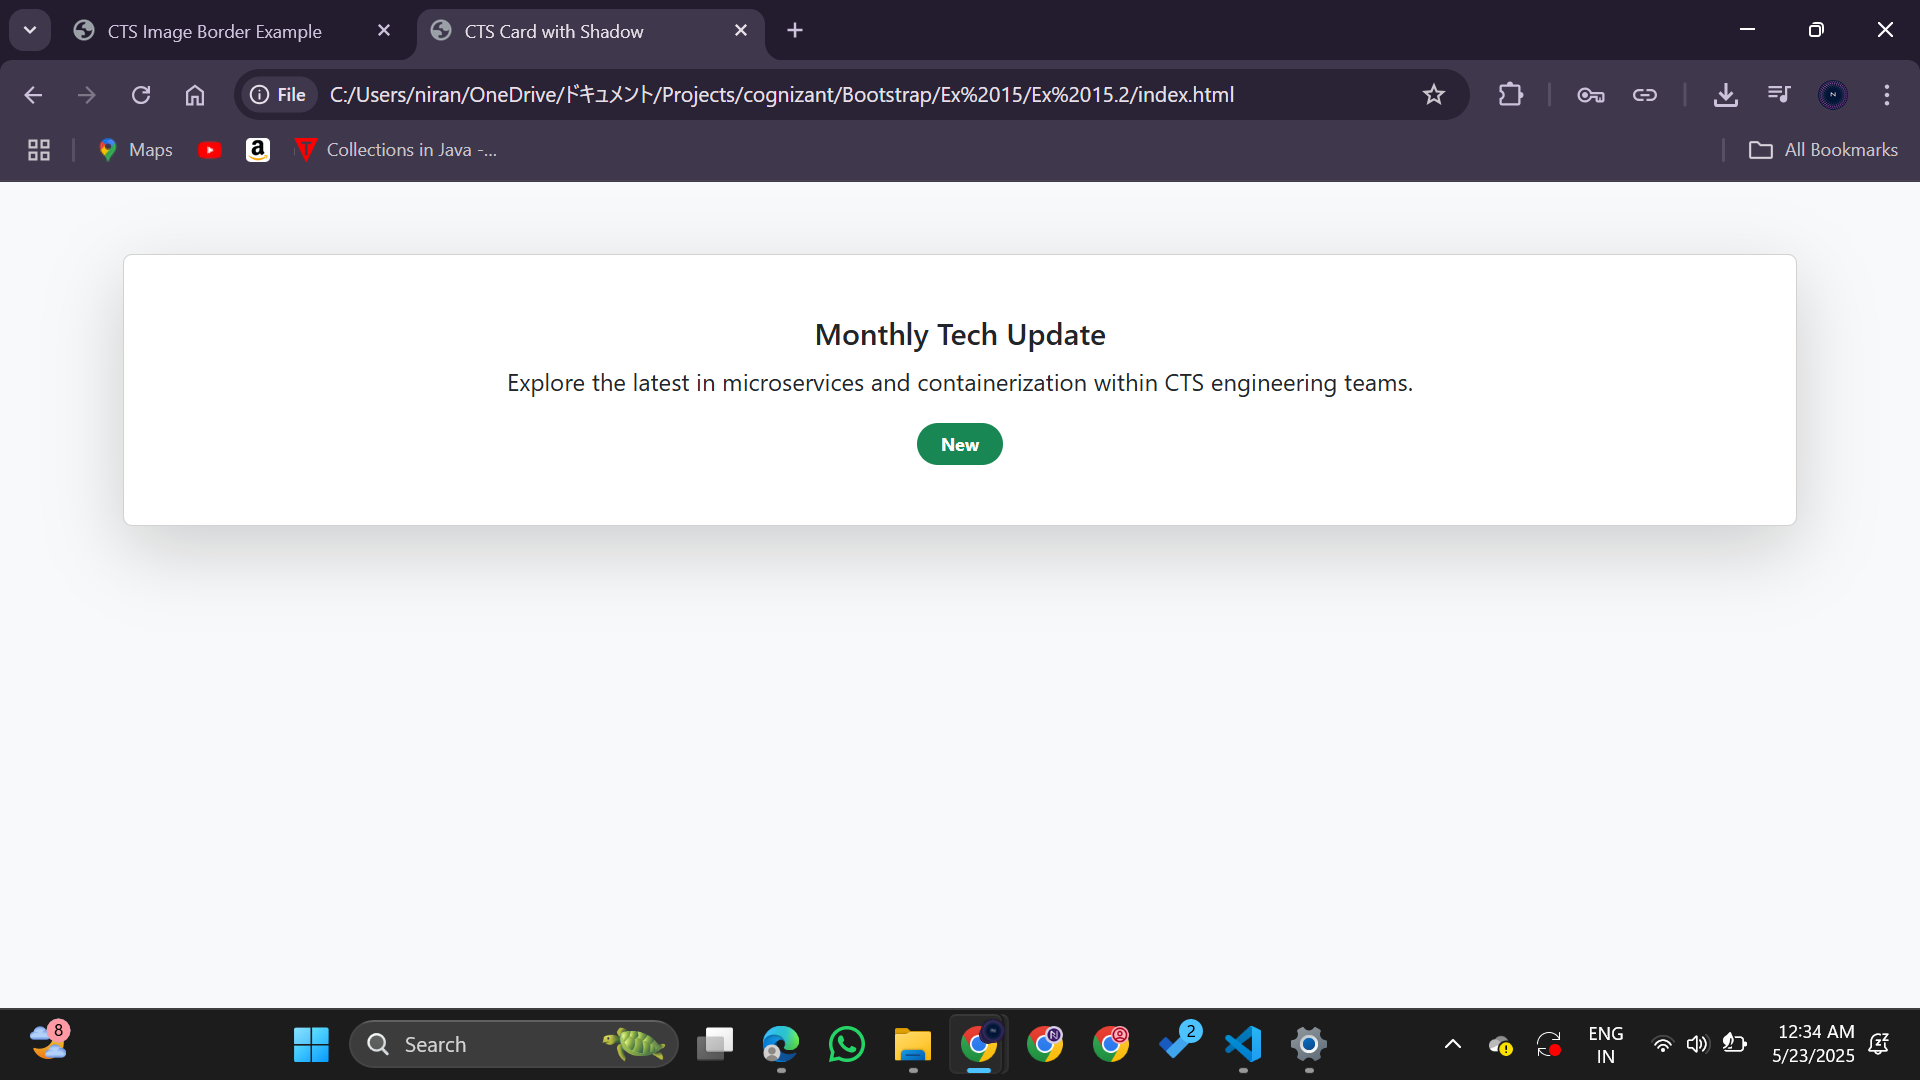 CTS Image Border Example
CTS Card with Shadow
File
C:/Users/niran/OneDrive/ドキュメント/Projects/cognizant/Bootstrap/Ex%2015/Ex%2015.2/index.html
Maps
Collections in Java -...
All Bookmarks
Monthly Tech Update
Explore the latest in microservices and containerization within CTS engineering teams.
New
8
Search
2
ENG
IN
12:34 AM
5/23/2025